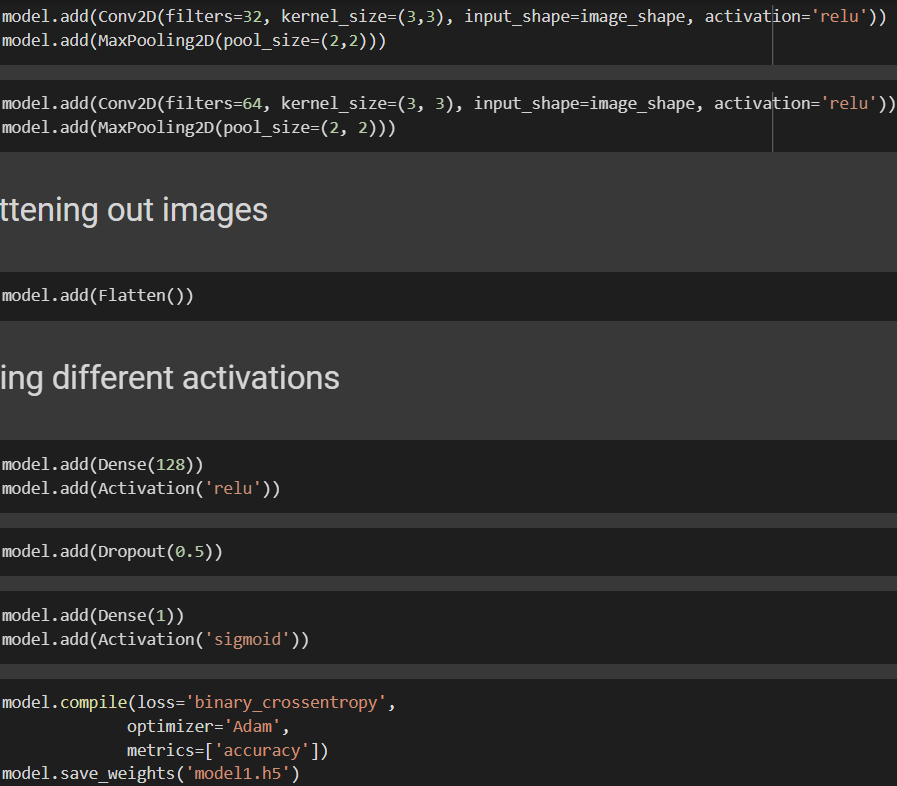 model.add(Conv2D(filters=32, kernel_size=(3,3), input_shape=image_shape, activation='relu'))
model.add(MaxPooling2D(pool_size=(2,2)))
model.add(Conv2D(filters=64, kernel_size=(3, 3), input_shape=image_shape, activation='relu'))
model.add(MaxPooling2D(pool_size=(2, 2)))
ttening out images
model.add(Flatten())
ing different activations
model.add(Dense(128))
model.add(Activation('relu'))
model.add(Dropout(0.5))
model.add(Dense(1))
model.add(Activation('sigmoid'))
model.compile(loss='binary_crossentropy',
optimizer='Adam',
metrics=['accuracy'])
model.save_weights('model1.h5')